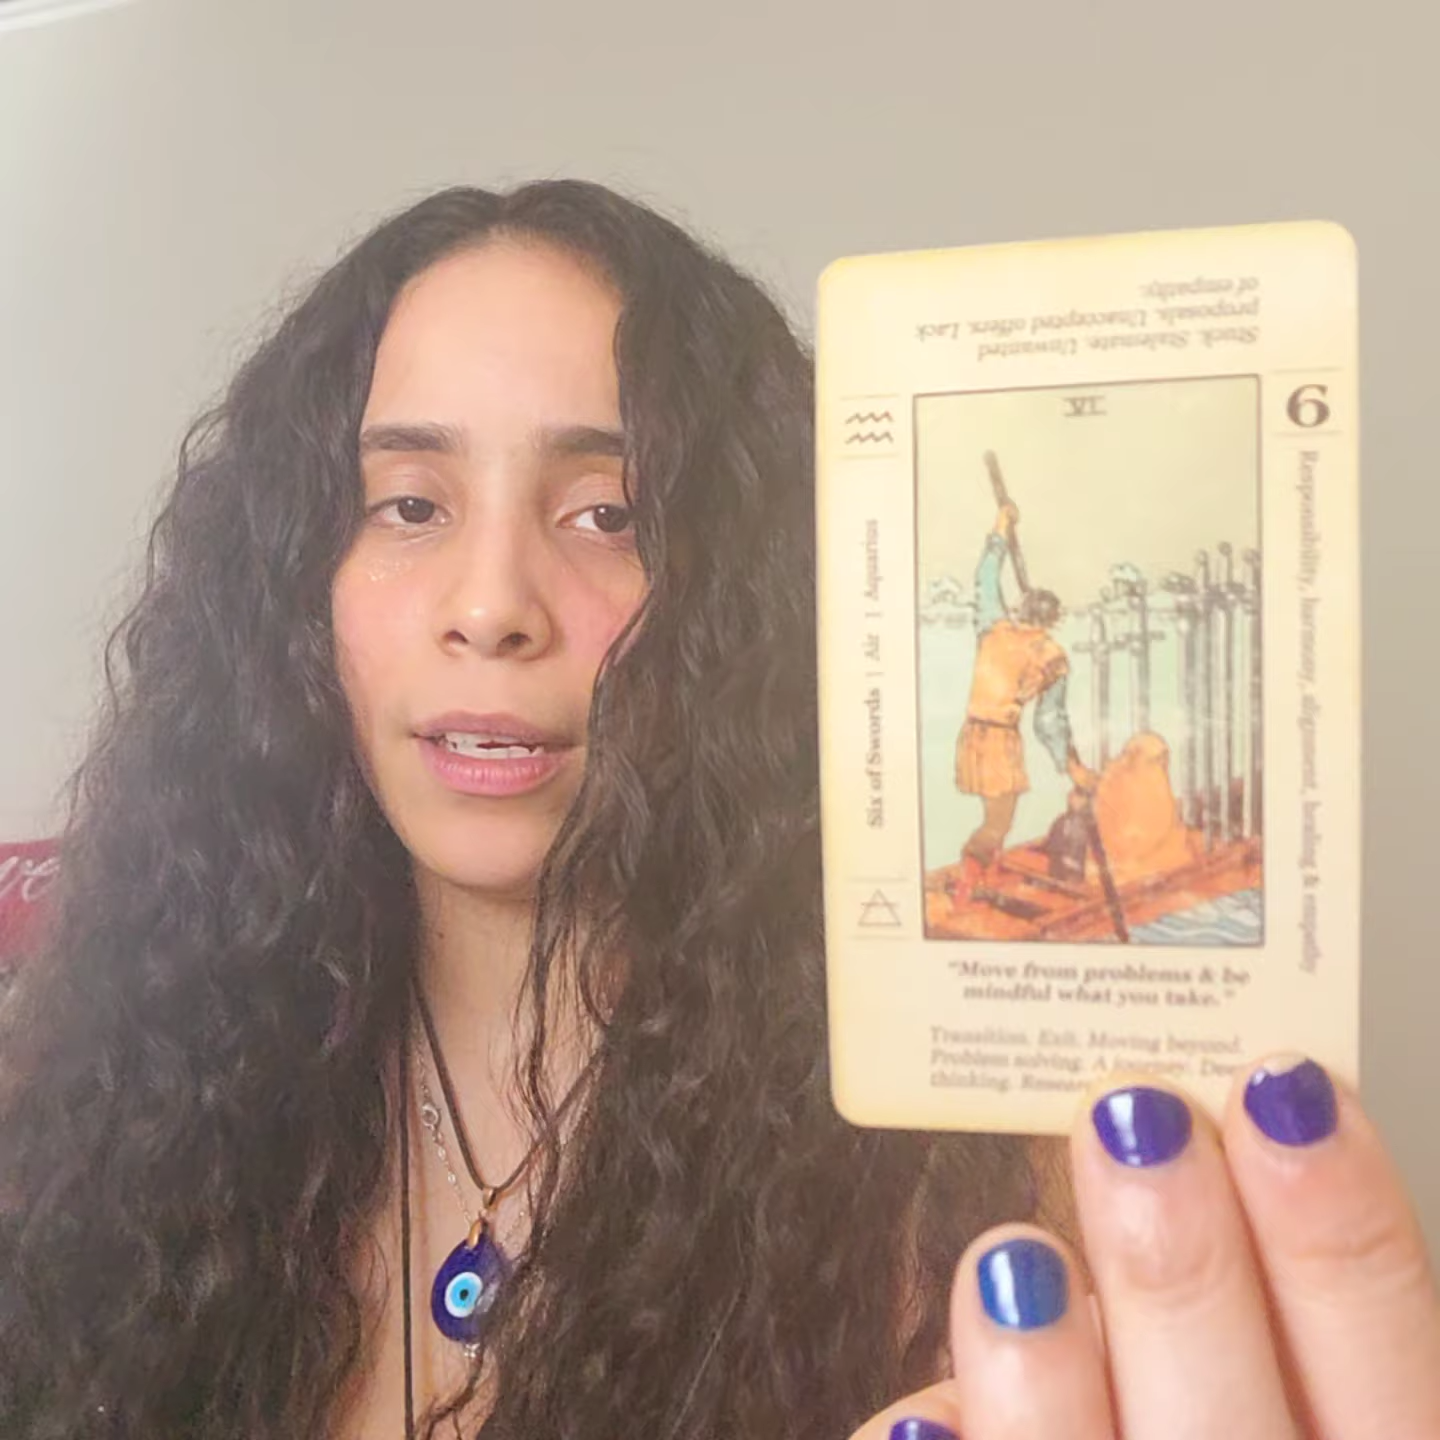 Stuck. Stalemate. Unwanted
proposals. Unaccepted offers. Lack
of empathy.
VI
6
Six of Swords | Air | Aquarius
Responsibility, harmony, alignment, healing & empathy
"Move from problems & be
mindful what you take."
Transition. Exit. Moving beyond.
Problem solving. A journey.
thinking.